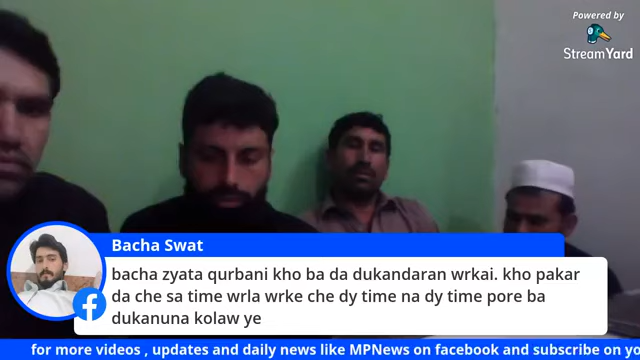 Powered by
StreamYard
Bacha Swat
bacha zyata qurbani kho ba da dukandaran wrkai. kho pakar
da che sa time wrla wrke che dy time na dy time pore ba
dukanuna kolaw ye
for more videos , updates and daily news like MPNews on facebook and subscribe on yo